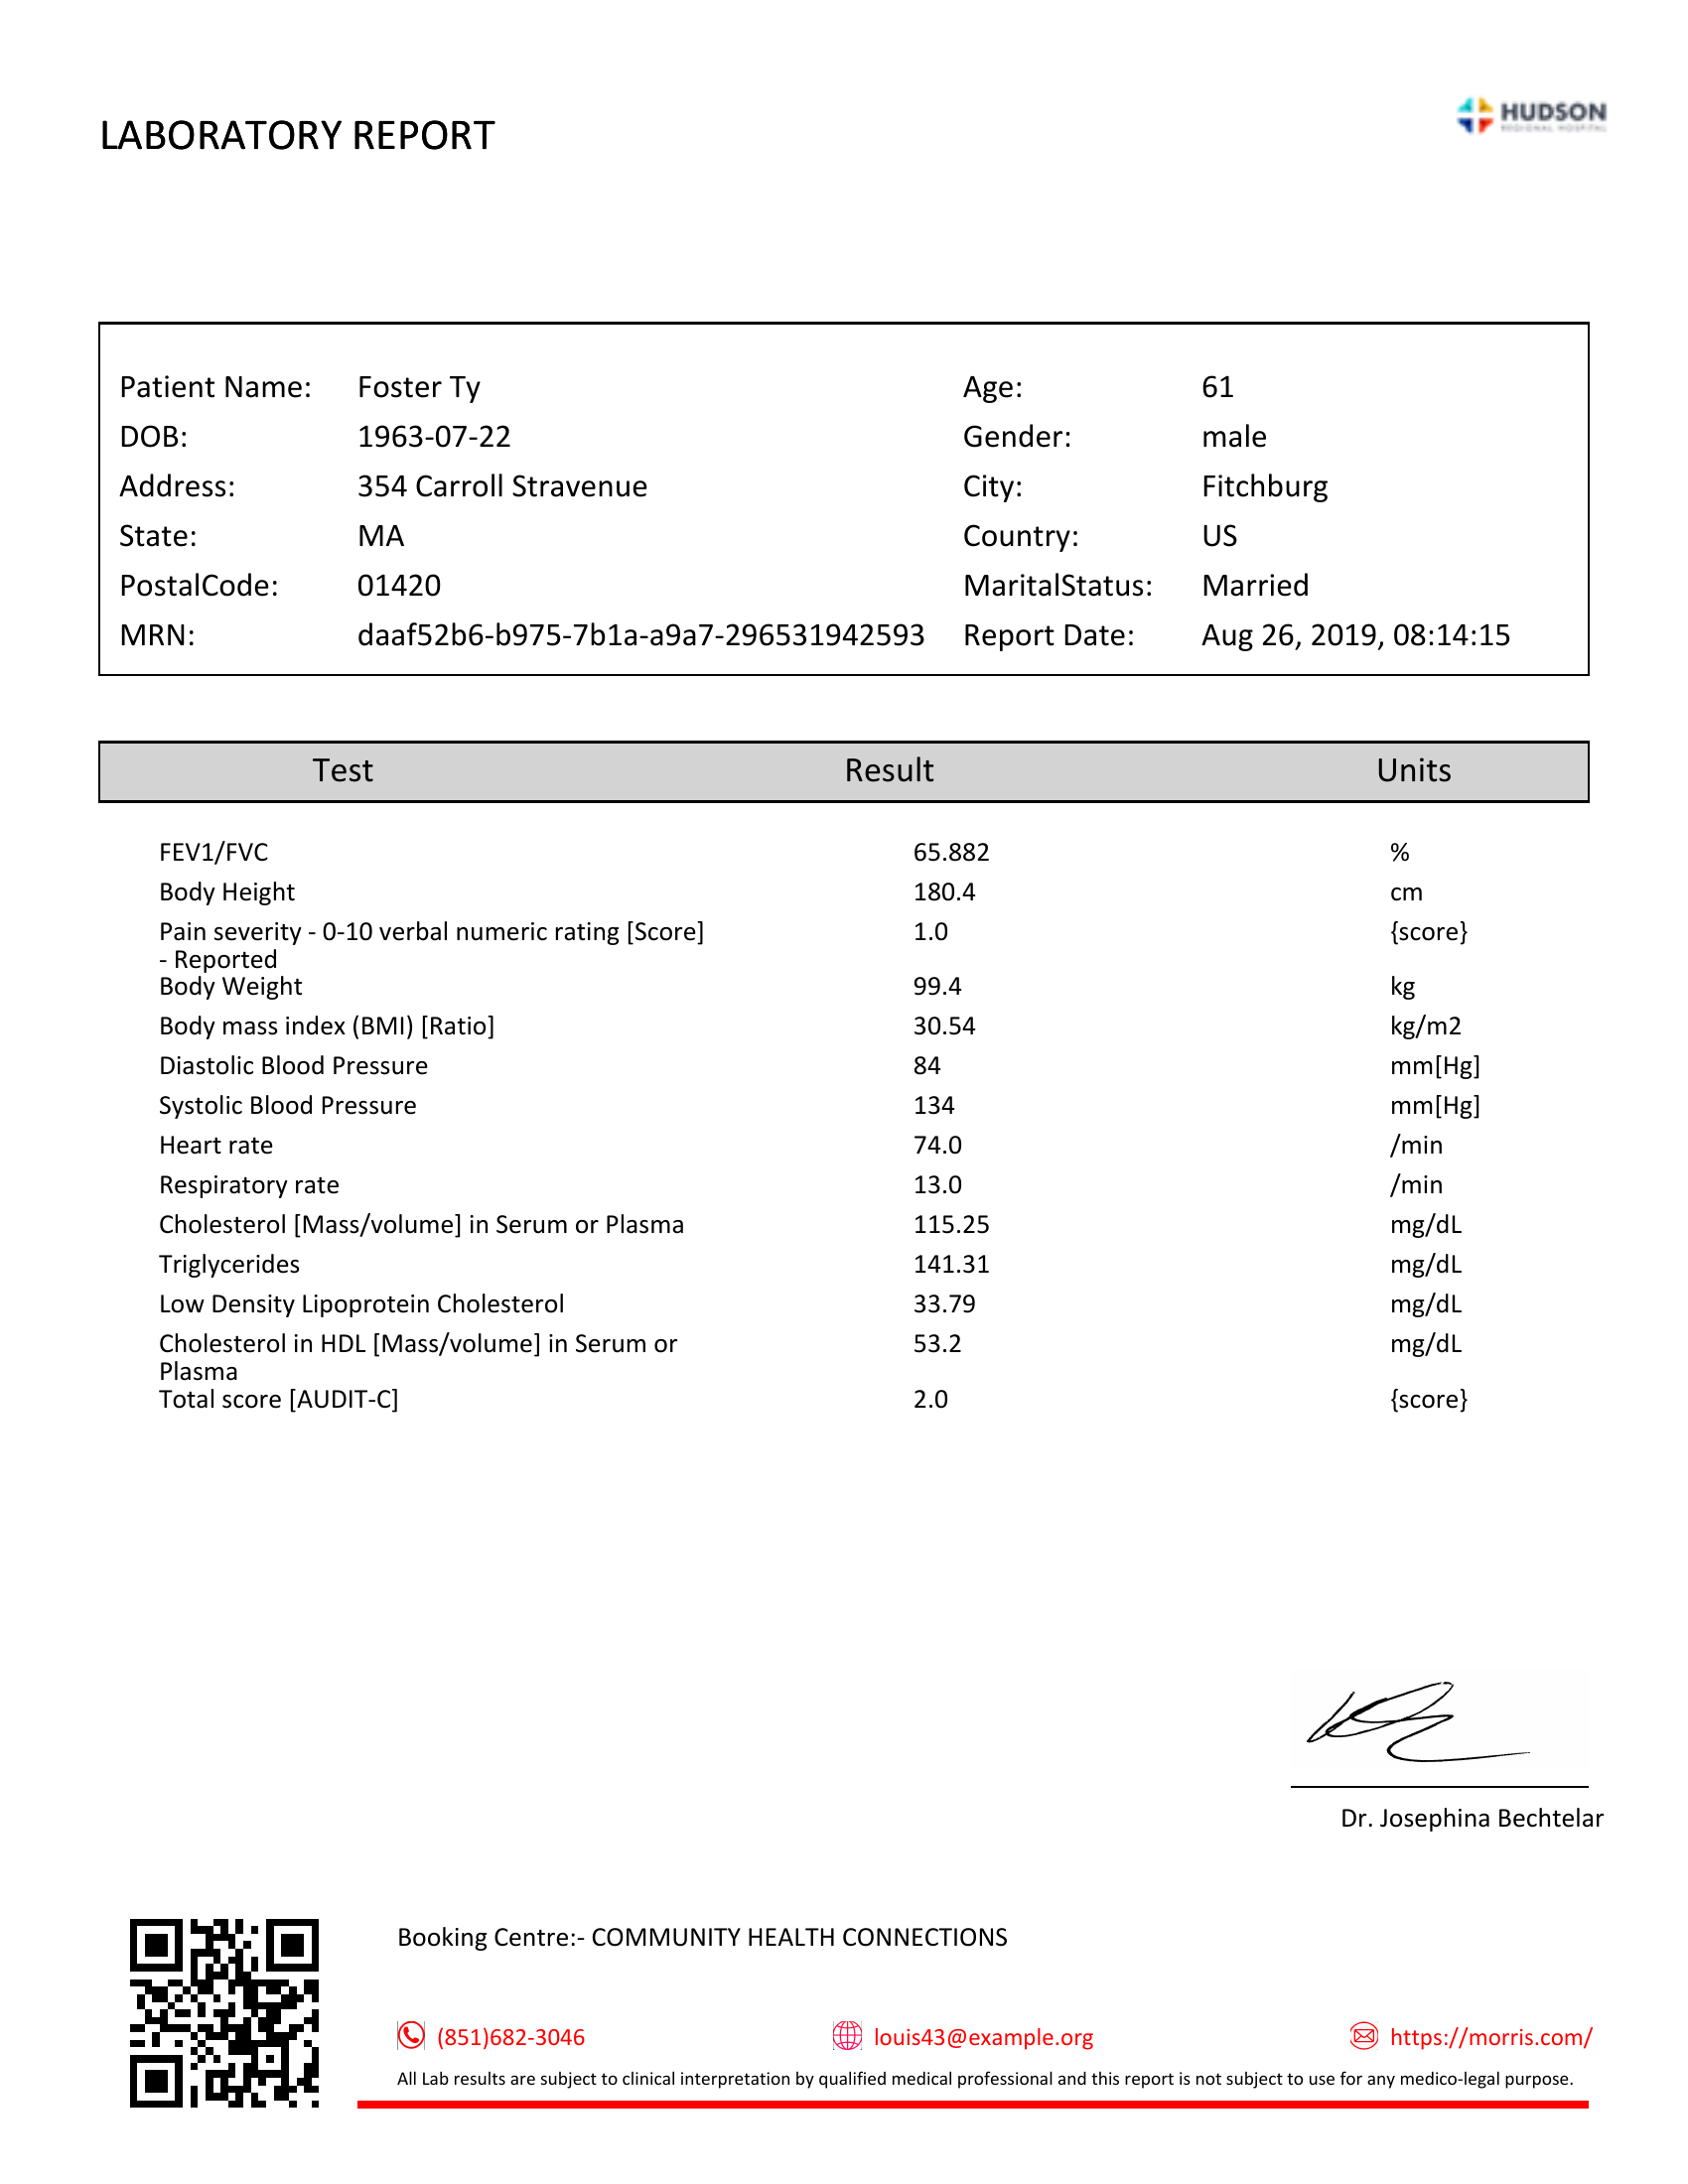 LABORATORY REPORT
HUDSON
REGIONAL HOSPITAL
Patient Name: Foster Ty Age: 61
DOB: 1963-07-22 Gender: male
Address: 354 Carroll Stravenue City: Fitchburg
State: MA Country: US
PostalCode: 01420 MaritalStatus: Married
MRN: daaf52b6-b975-7b1a-a9a7-296531942593 Report Date: Aug 26, 2019, 08:14:15
Test Result Units
FEV1/FVC 65.882 %
Body Height 180.4 cm
Pain severity - 0-10 verbal numeric rating [Score] 1.0 {score}
- Reported
Body Weight 99.4 kg
Body mass index (BMI) [Ratio] 30.54 kg/m2
Diastolic Blood Pressure 84 mm[Hg]
Systolic Blood Pressure 134 mm[Hg]
Heart rate 74.0 /min
Respiratory rate 13.0 /min
Cholesterol [Mass/volume] in Serum or Plasma 115.25 mg/dL
Triglycerides 141.31 mg/dL
Low Density Lipoprotein Cholesterol 33.79 mg/dL
Cholesterol in HDL [Mass/volume] in Serum or 53.2 mg/dL
Plasma
Total score [AUDIT-C] 2.0 {score}
Dr. Josephina Bechtelar
Booking Centre:- COMMUNITY HEALTH CONNECTIONS
(851)682-3046 louis43@example.org https://morris.com/
All Lab results are subject to clinical interpretation by qualified medical professional and this report is not subject to use for any medico-legal purpose.